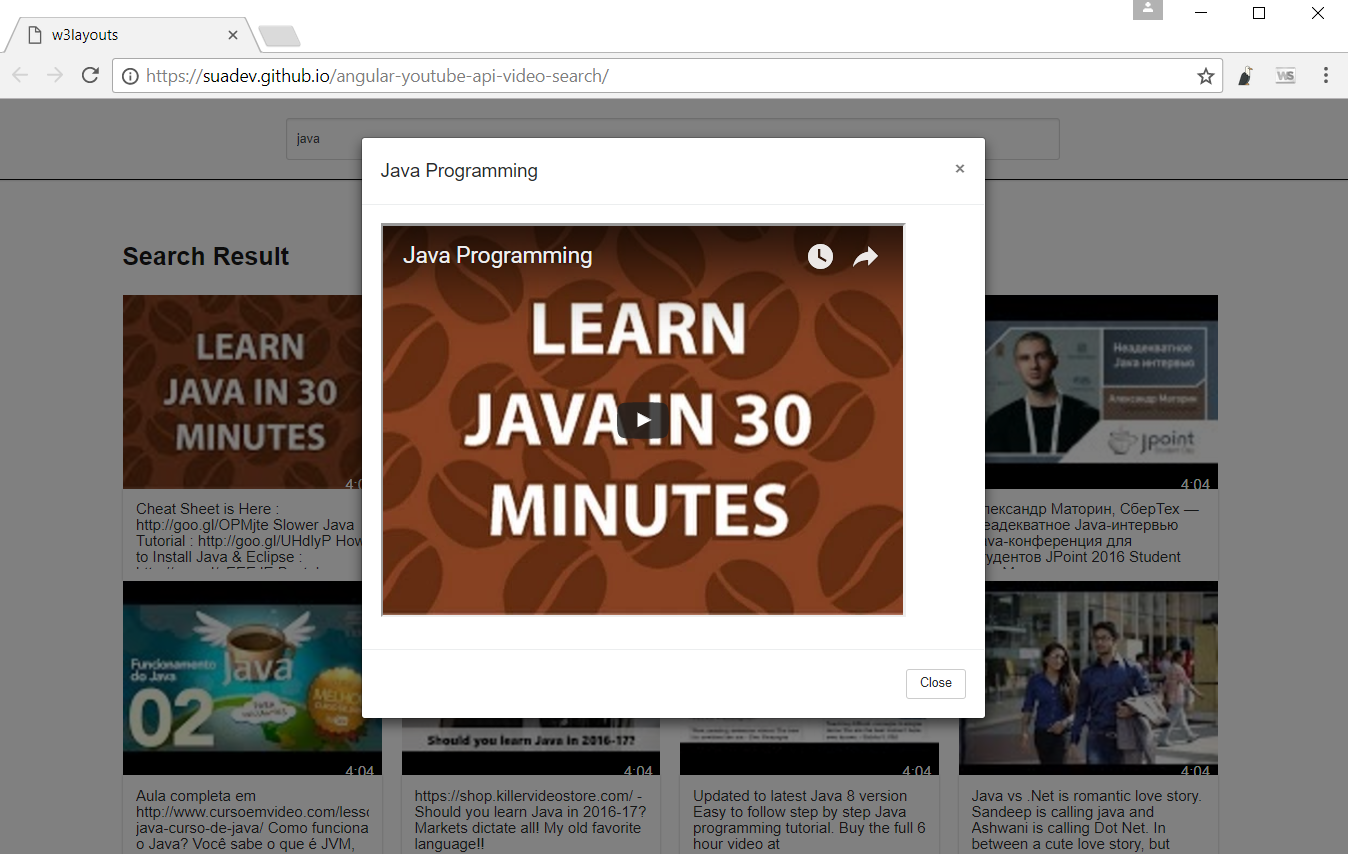 w3layouts
https://suadev.github.io/angular-youtube-api-video-search/
WS
java
Java Programming
×
Java Programming
LEARN
JAVA IN 30
MINUTES
Close
Search Result
LEARN
JAVA IN 30
MINUTES
Cheat Sheet is Here :
http://goo.gl/OPMjte Slower Java
Tutorial : http://goo.gl/UHdlyP How
to Install Java & Eclipse :
Неадекватное
Java интервью
Александр Маторин
jpoint
4:04
лександр Маторин, СберТех —
еадекватное Java-интервью
ava-конференция для
тудентов JPoint 2016 Student
Funcionamento
do Java
Java
02
MELHOR
4:04
Aula completa em
http://www.cursoemvideo.com/lesso
java-curso-de-java/ Como funciona
o Java? Você sabe o que é JVM,
Should you learn Java in 2016-17?
4:04
https://shop.killervideostore.com/ -
Should you learn Java in 2016-17?
Markets dictate all! My old favorite
language!!
4:04
Updated to latest Java 8 version
Easy to follow step by step Java
programming tutorial. Buy the full 6
hour video at
4:04
Java vs .Net is romantic love story.
Sandeep is calling java and
Ashwani is calling Dot Net. In
between a cute love story, but